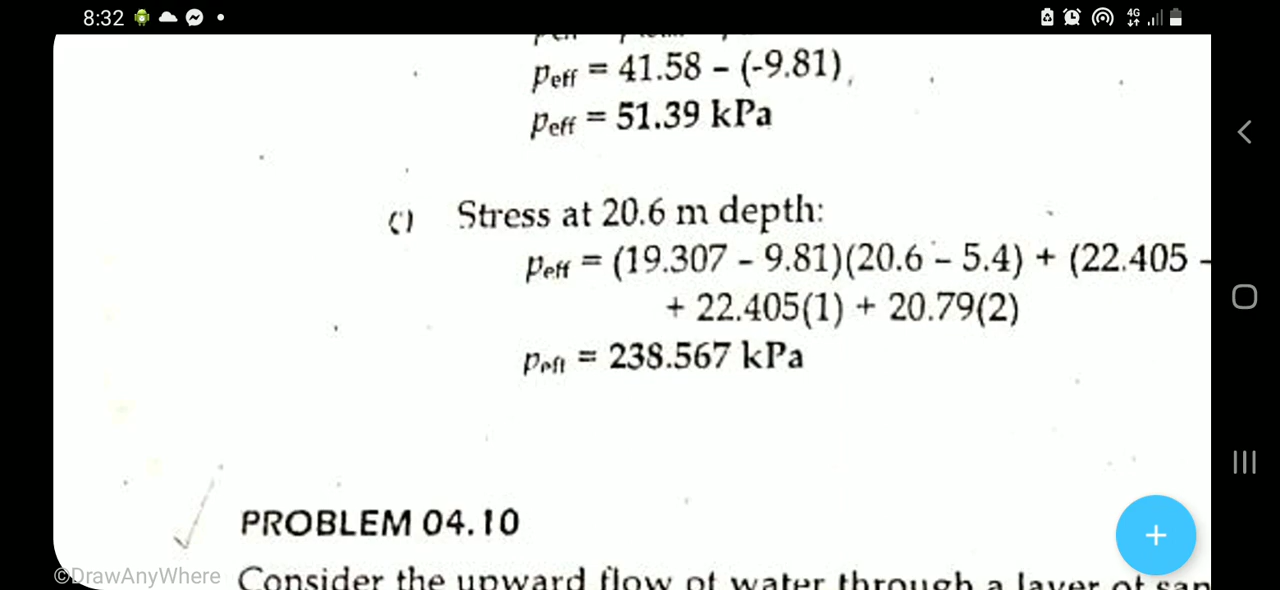 8:32
4G
Peff = 41.58 – (-9.81)
Peff = 51.39 kPa
Stress at 20.6 m depth:
Peff = (19.307 – 9.81)(20.6 – 5.4) + (22.405 –
+ 22.405(1) + 20.79(2)
Peff = 238.567 kPa
PROBLEM 04.10
©DrawAnyWhere
Consider the upward flow of water through a layer of